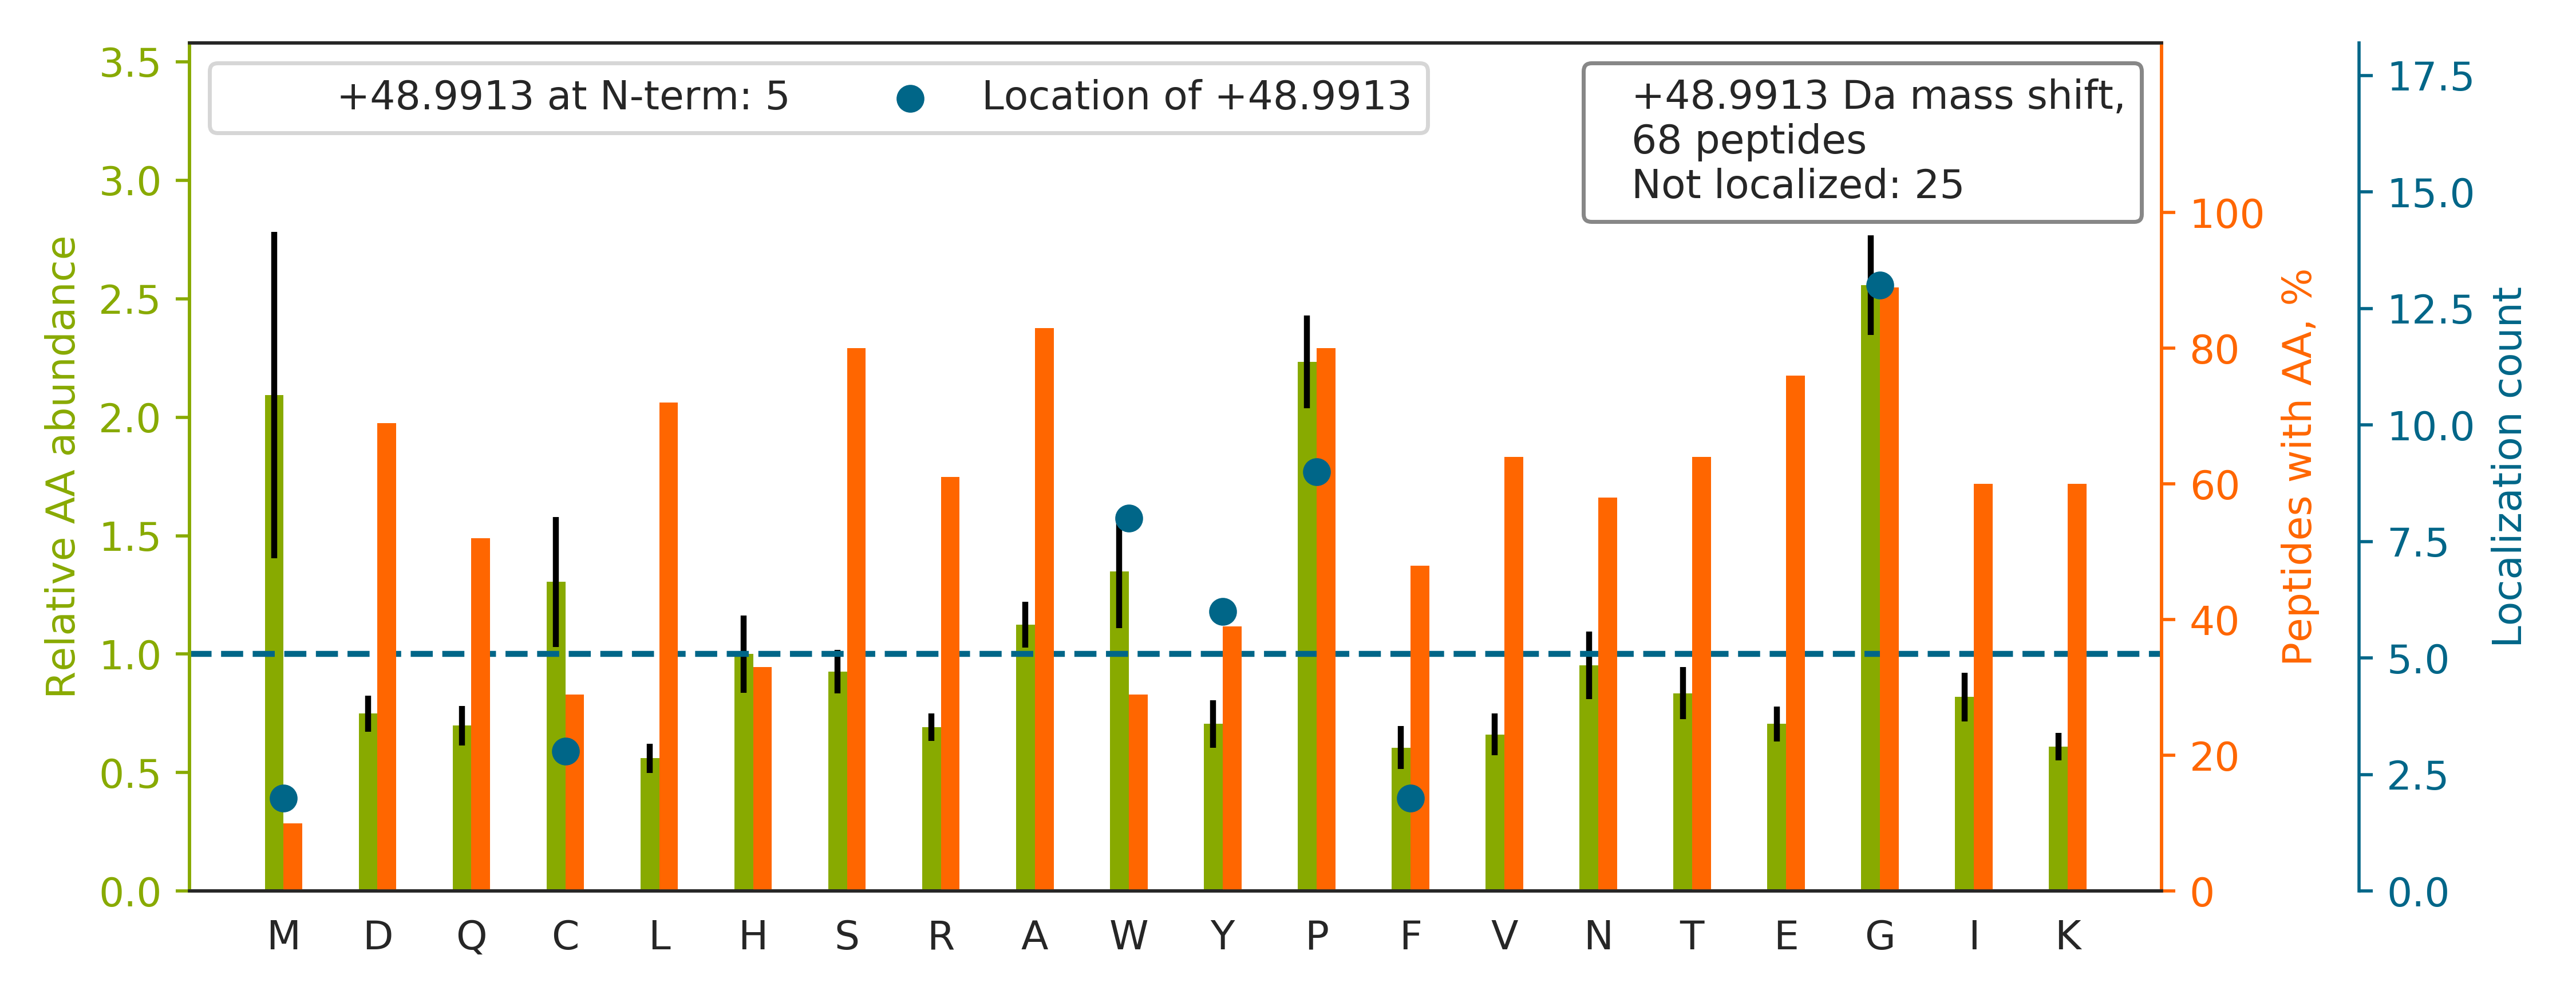 +48.9913 at N-term: 5
Location of +48.9913
+48.9913 Da mass shift,
68 peptides
Not localized: 25
Relative AA abundance
3.5
3.0
2.5
2.0
1.5
1.0
0.5
0.0
Peptides with AA, %
100
80
60
40
20
0
Localization count
17.5
15.0
12.5
10.0
7.5
5.0
2.5
0.0
M D Q C L H S R A W Y P F V N T E G I K